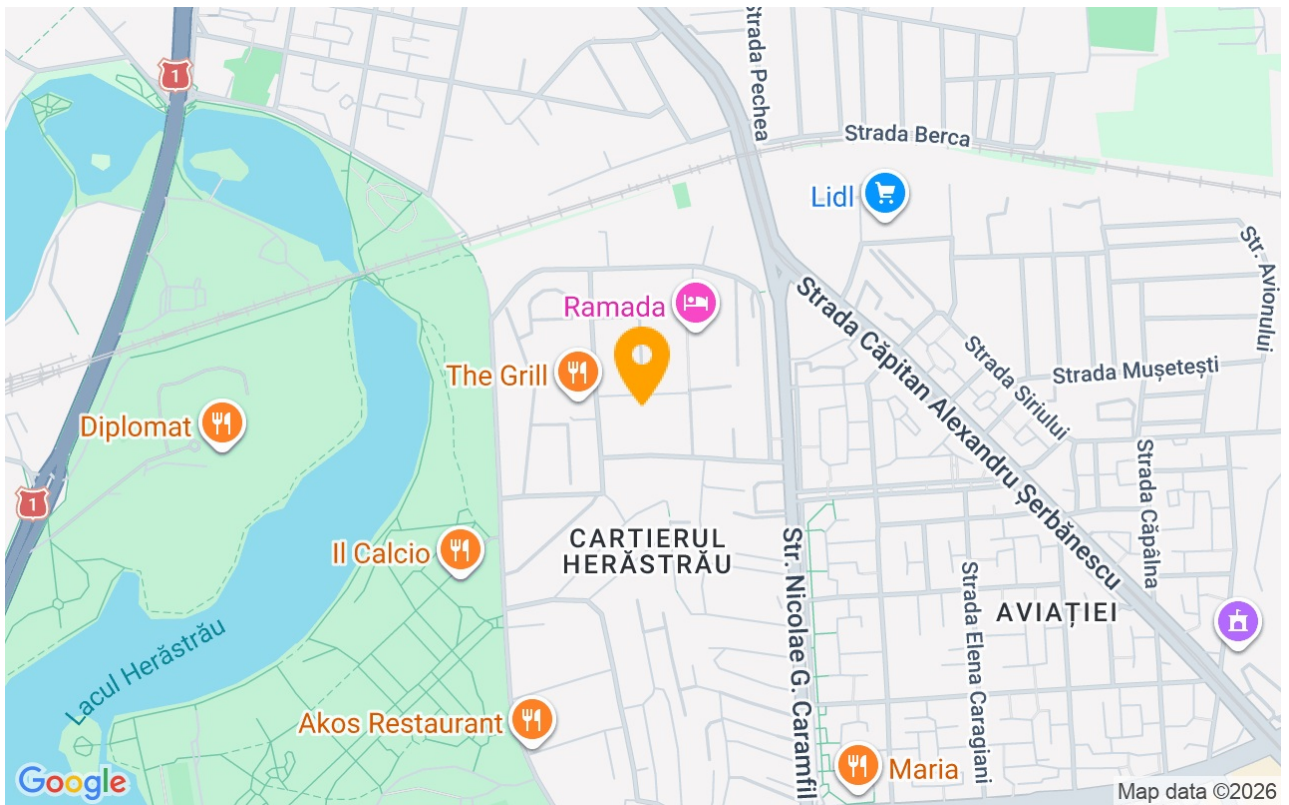 1
Strada Pechea
Strada Berca
Lidl
Str. Avionului
Ramada
Strada Căpitan Alexandru Șerbănescu
The Grill
Strada Siriului
Strada Mușetești
Diplomat
1
Strada Căpâlna
Il Calcio
CARTIERUL
HERĂSTRĂU
Str. Nicolae G. Caramfil
Strada Elena Caragiani
AVIAȚIEI
Lacul Herăstrău
Akos Restaurant
Maria
Google
Map data ©2026